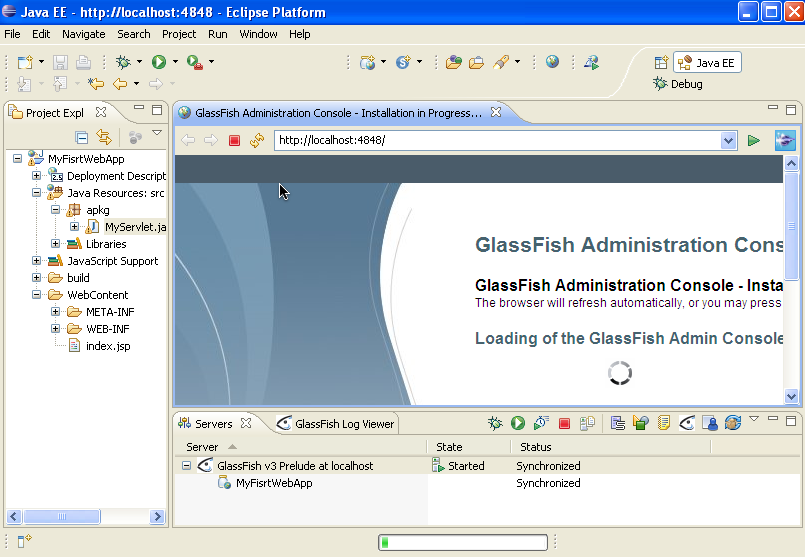 Java EE - http://localhost:4848 - Eclipse Platform
File Edit Navigate Search Project Run Window Help
Java EE
Debug
Project Expl
MyFisrtWebApp
Deployment Descript
Java Resources: src
apkg
MyServlet.ja
Libraries
JavaScript Support
build
WebContent
META-INF
WEB-INF
index.jsp
GlassFish Administration Console - Installation in Progress...
http://localhost:4848/
GlassFish Administration Cons
GlassFish Administration Console - Insta
The browser will refresh automatically, or you may press
Loading of the GlassFish Admin Console
Servers GlassFish Log Viewer
Server State Status
GlassFish v3 Prelude at localhost Started Synchronized
MyFisrtWebApp Synchronized